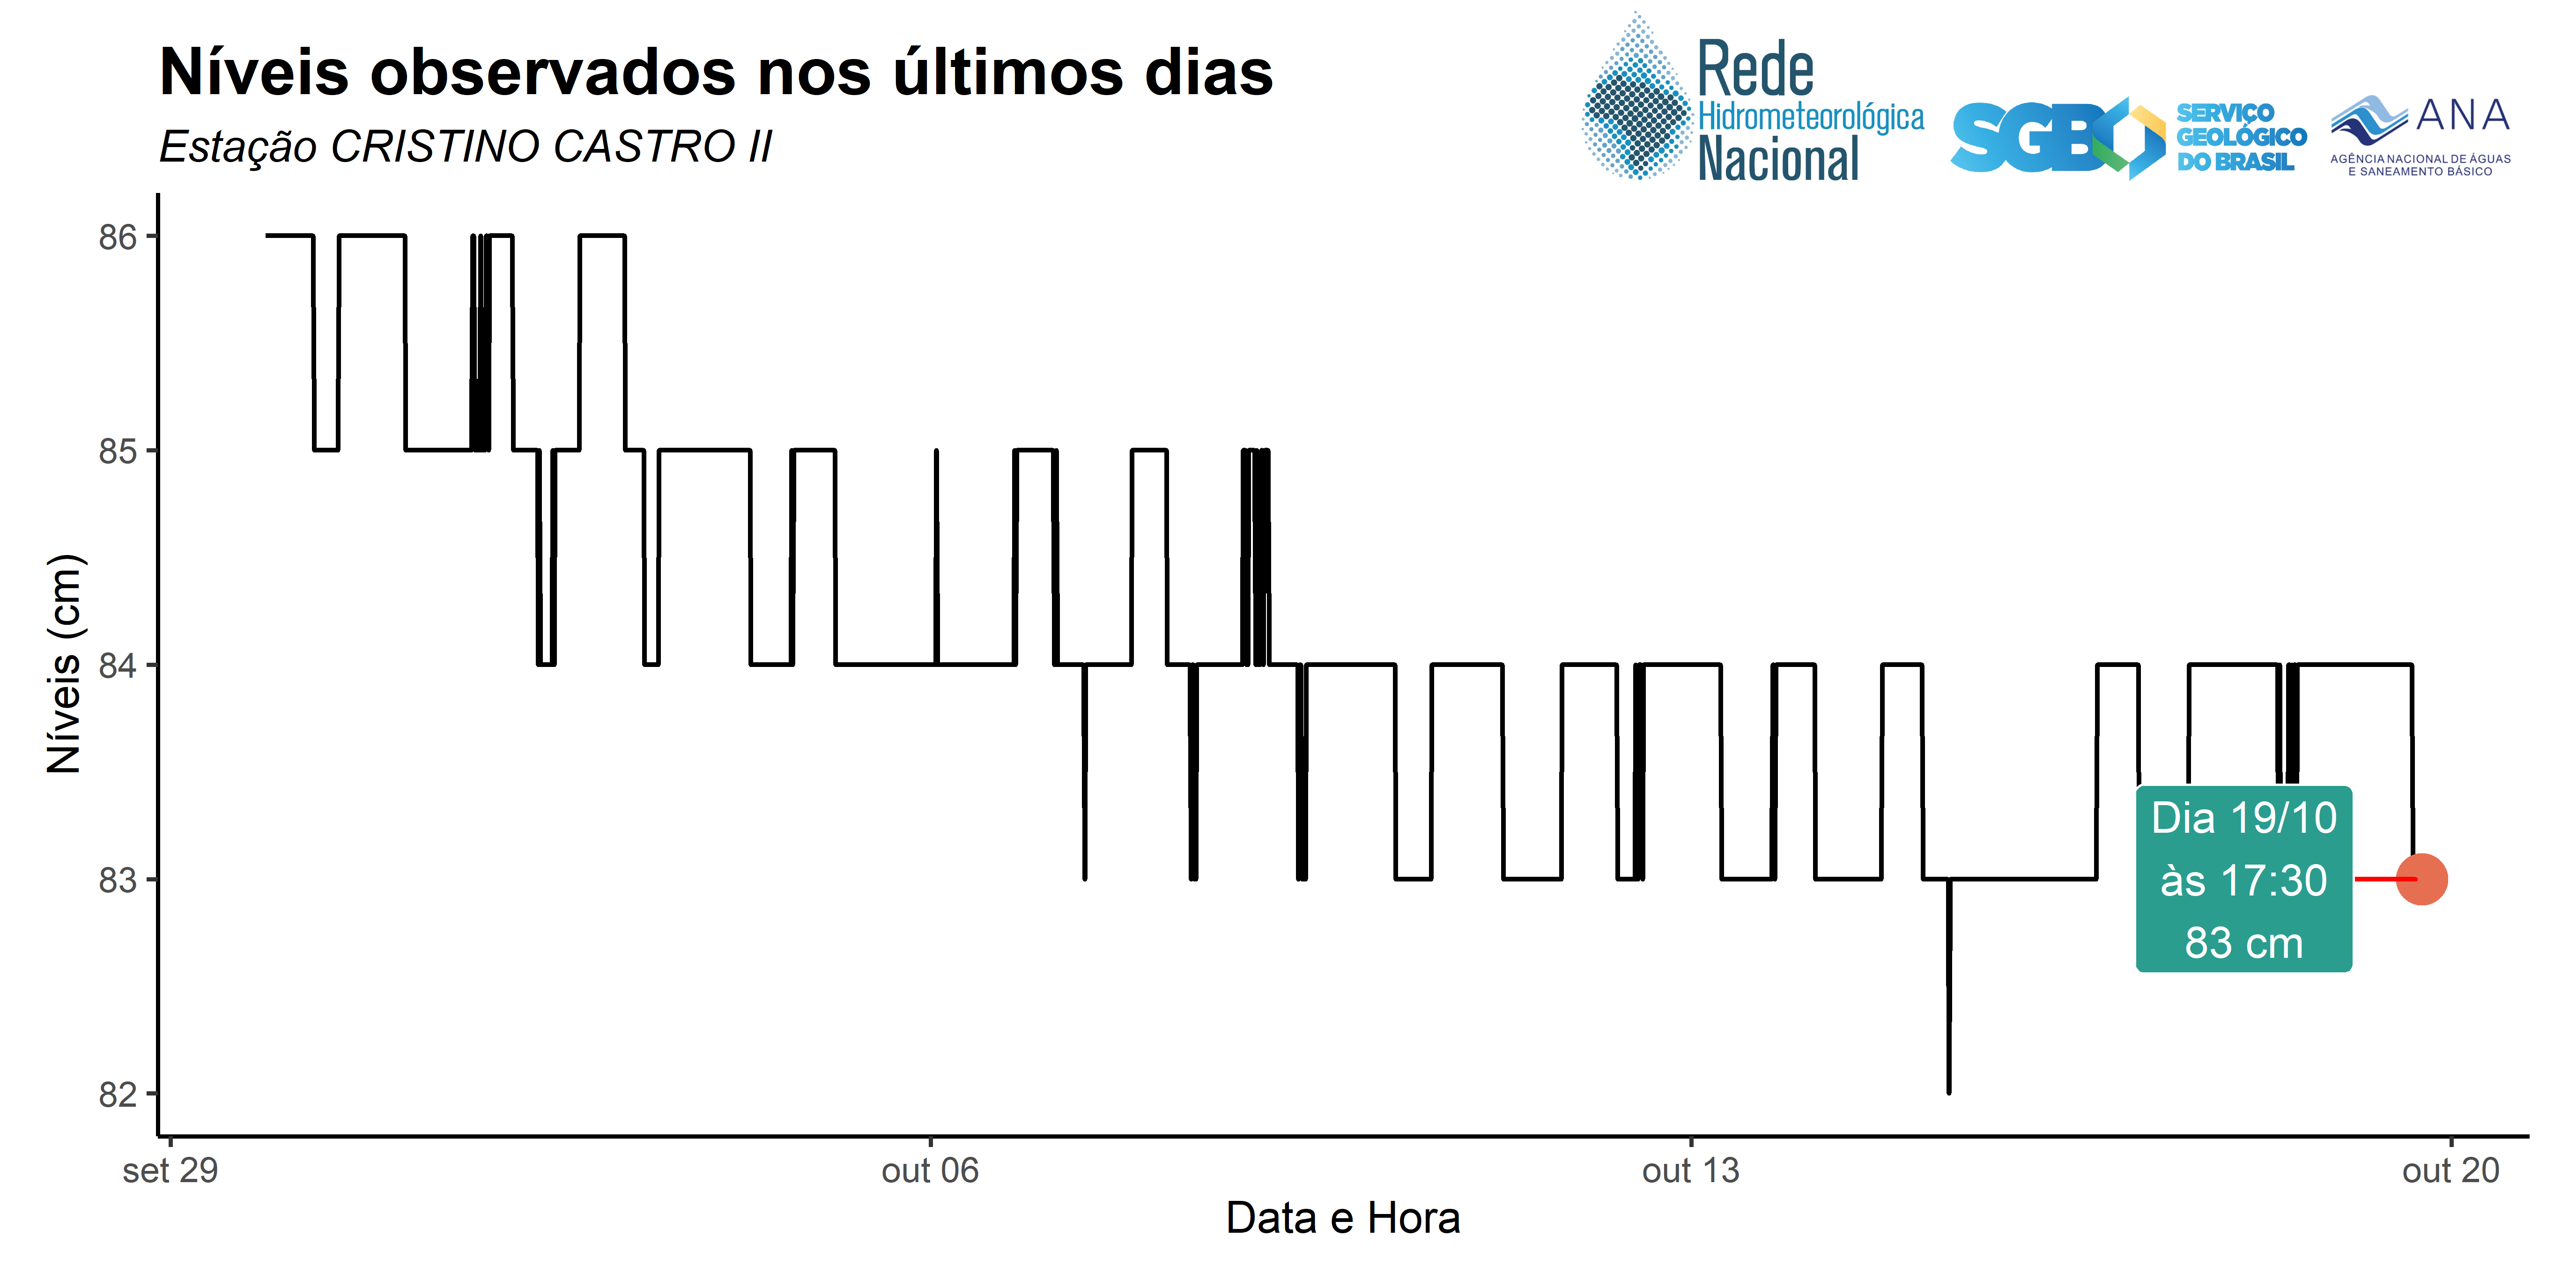 Níveis observados nos últimos dias
Estação CRISTINO CASTRO II
Rede
Hidrometeorológica
Nacional
SGB
SERVIÇO
GEOLÓGICO
DO BRASIL
ANA
AGÊNCIA NACIONAL DE ÁGUAS
E SANEAMENTO BÁSICO
Níveis (cm)
86
85
84
83
82
Dia 19/10
às 17:30
83 cm
set 29
out 06
out 13
out 20
Data e Hora